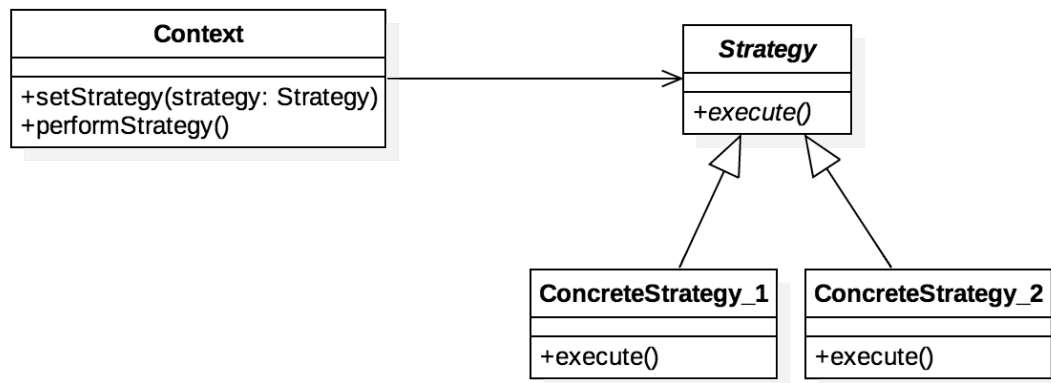 Context
+setStrategy(strategy: Strategy)
+performStrategy()
Strategy
+execute()
ConcreteStrategy_1
+execute()
ConcreteStrategy_2
+execute()